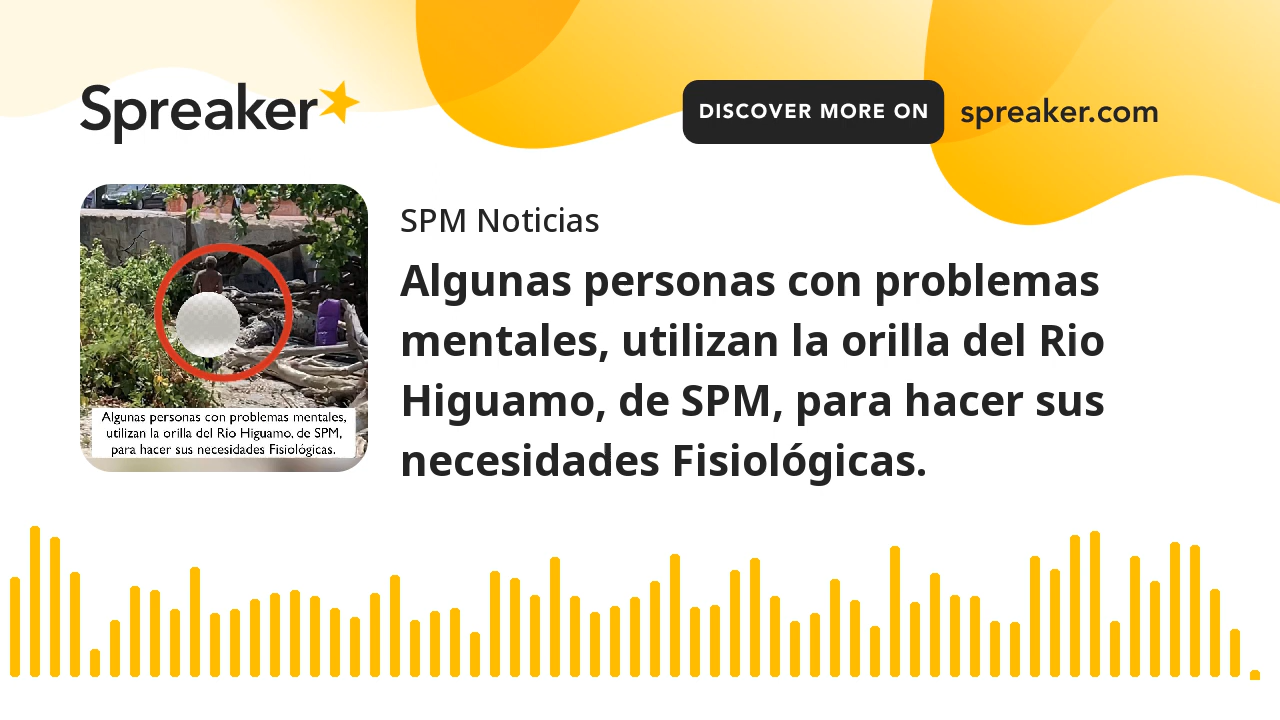 Spreaker
DISCOVER MORE ON spreaker.com
SPM Noticias
Algunas personas con problemas
mentales, utilizan la orilla del Rio
Higuamo, de SPM, para hacer sus
necesidades Fisiológicas.
Algunas personas con problemas mentales,
utilizan la orilla del Rio Higuamo, de SPM,
para hacer sus necesidades Fisiológicas.